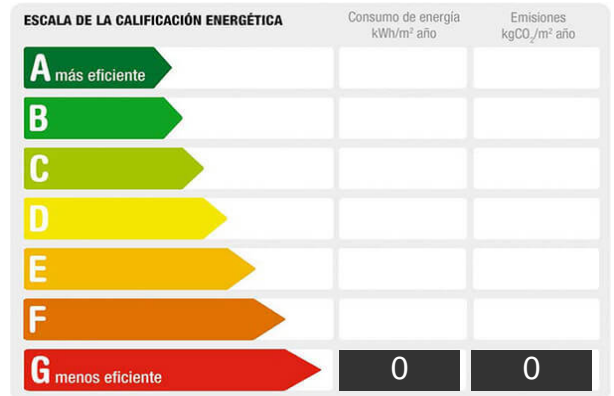 ESCALA DE LA CALIFICACIÓN ENERGÉTICA
Consumo de energía
kWh/m² año
Emisiones
kgCO₂/m² año
A más eficiente
B
C
D
E
F
G menos eficiente
0
0